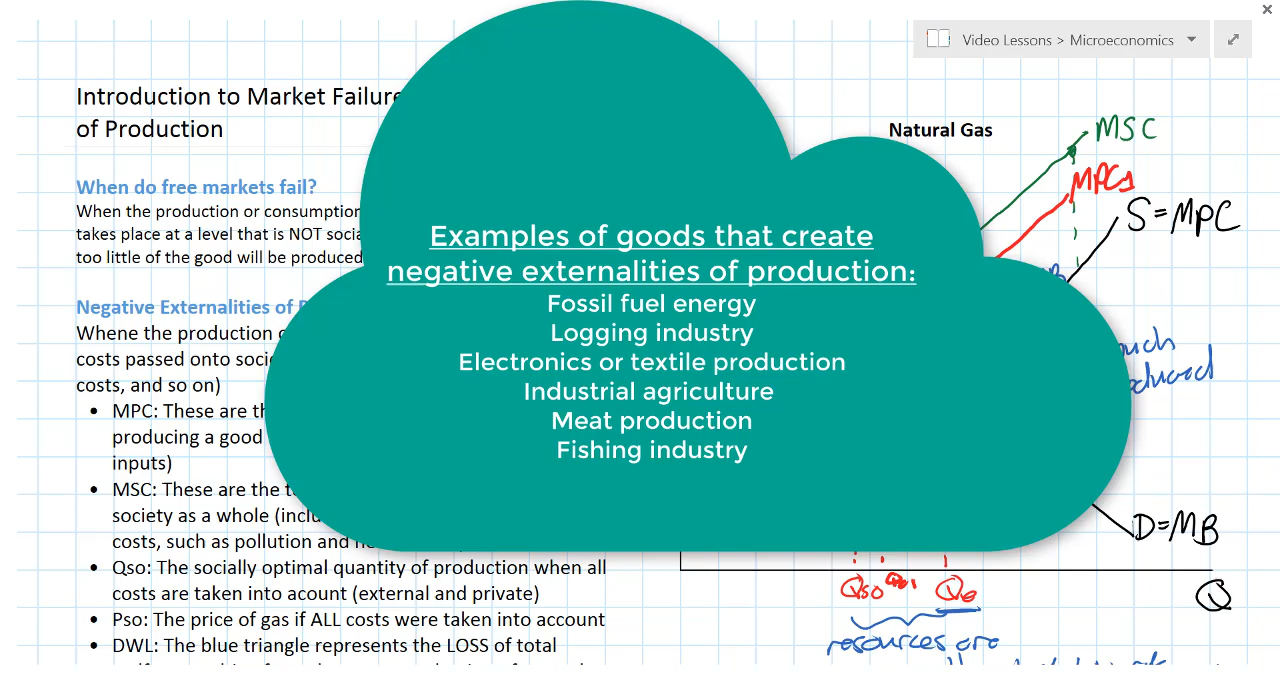 Video Lessons > Microeconomics
Introduction to Market Failure
of Production
Natural Gas
MSC
MPC1
S=MPC
When do free markets fail?
When the production or consumption
takes place at a level that is NOT socia
too little of the good will be produced
Examples of goods that create
negative externalities of production:
Fossil fuel energy
Logging industry
Electronics or textile production
Industrial agriculture
Meat production
Fishing industry
Negative Externalities of P
Whene the production o
costs passed onto socie
costs, and so on)
MPC: These are th
producing a good
inputs)
MSC: These are the t
society as a whole (inclu
costs, such as pollution and h
Qso: The socially optimal quantity of production when all
costs are taken into acount (external and private)
Pso: The price of gas if ALL costs were taken into account
DWL: The blue triangle represents the LOSS of total
D=MB
Qso
Qe
Q
resources are